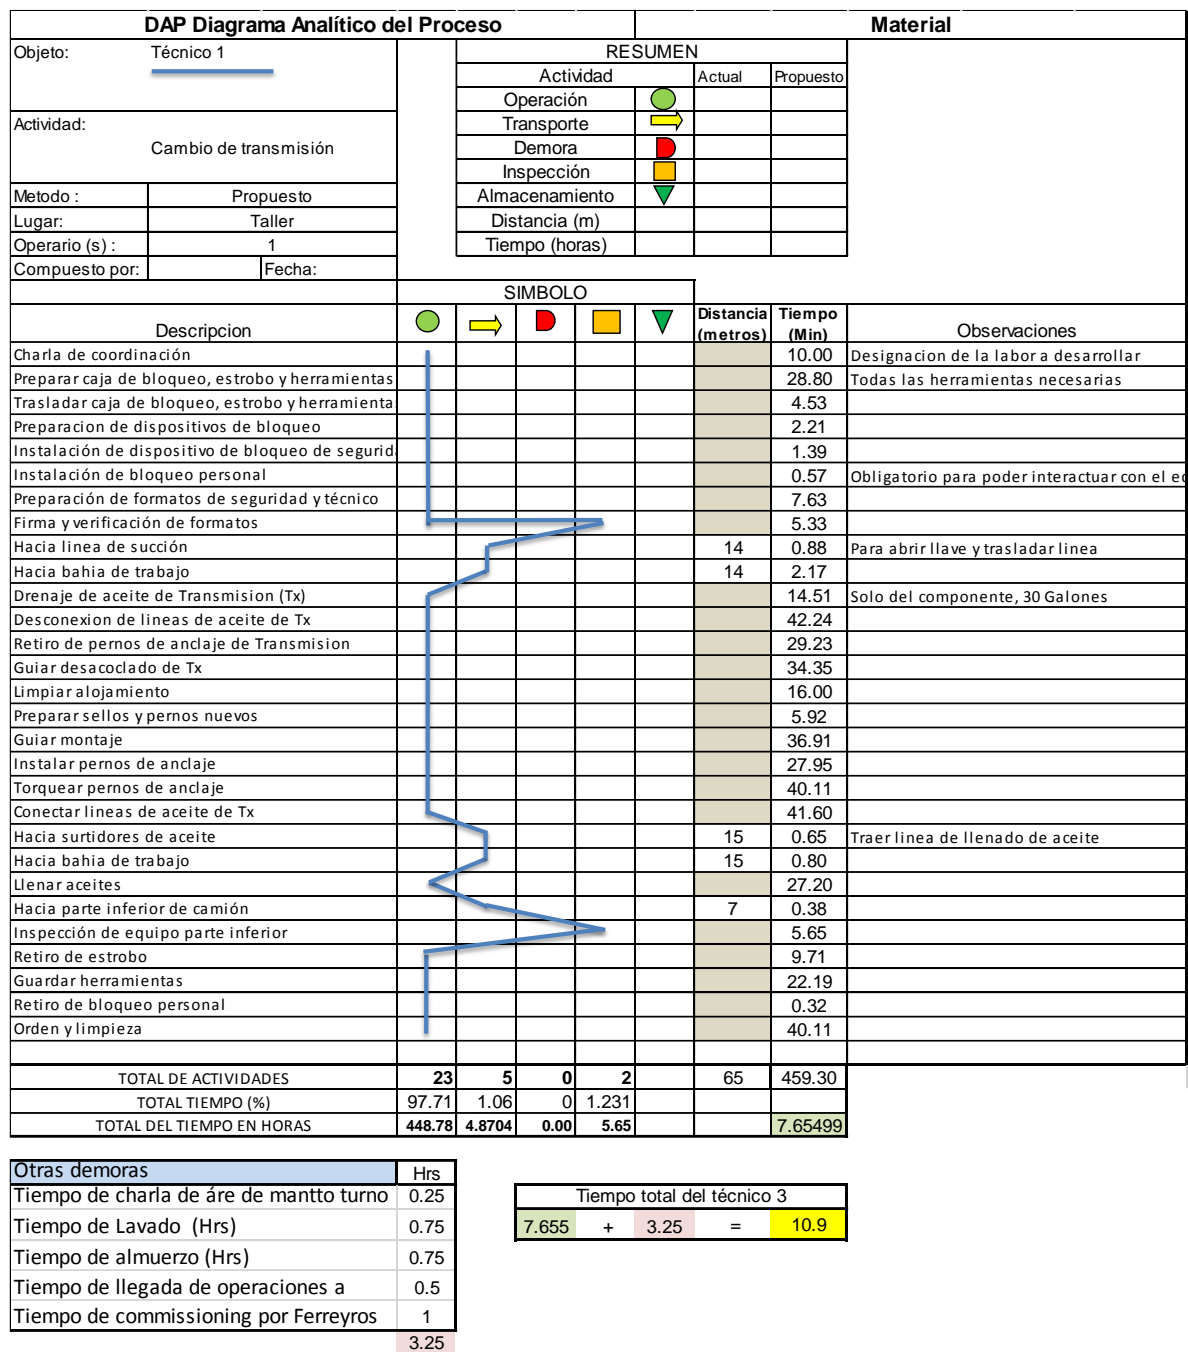 DAP Diagrama Analítico del Proceso Material
Objeto: Técnico 1 RESUMEN
Actividad Actual Propuesto
Operación
Actividad: Transporte
Cambio de transmisión Demora
Inspección
Metodo : Propuesto Almacenamiento
Lugar: Taller Distancia (m)
Operario (s) : 1 Tiempo (horas)
Compuesto por: Fecha:
SIMBOLO
Descripcion Distancia (metros) Tiempo (Min) Observaciones
Charla de coordinación 10.00 Designacion de la labor a desarrollar
Preparar caja de bloqueo, estrobo y herramientas 28.80 Todas las herramientas necesarias
Trasladar caja de bloqueo, estrobo y herramienta 4.53
Preparacion de dispositivos de bloqueo 2.21
Instalación de dispositivo de bloqueo de segurid 1.39
Instalación de bloqueo personal 0.57 Obligatorio para poder interactuar con el e
Preparación de formatos de seguridad y técnico 7.63
Firma y verificación de formatos 5.33
Hacia linea de succión 14 0.88 Para abrir llave y trasladar linea
Hacia bahia de trabajo 14 2.17
Drenaje de aceite de Transmision (Tx) 14.51 Solo del componente, 30 Galones
Desconexion de lineas de aceite de Tx 42.24
Retiro de pernos de anclaje de Transmision 29.23
Guiar desacoclado de Tx 34.35
Limpiar alojamiento 16.00
Preparar sellos y pernos nuevos 5.92
Guiar montaje 36.91
Instalar pernos de anclaje 27.95
Torquear pernos de anclaje 40.11
Conectar lineas de aceite de Tx 41.60
Hacia surtidores de aceite 15 0.65 Traer linea de llenado de aceite
Hacia bahia de trabajo 15 0.80
Llenar aceites 27.20
Hacia parte inferior de camión 7 0.38
Inspección de equipo parte inferior 5.65
Retiro de estrobo 9.71
Guardar herramientas 22.19
Retiro de bloqueo personal 0.32
Orden y limpieza 40.11
TOTAL DE ACTIVIDADES 23 5 0 2 65 459.30
TOTAL TIEMPO (%) 97.71 1.06 0 1.231
TOTAL DEL TIEMPO EN HORAS 448.78 4.8704 0.00 5.65 7.65499
Otras demoras Hrs
Tiempo de charla de áre de mantto turno 0.25
Tiempo de Lavado (Hrs) 0.75
Tiempo de almuerzo (Hrs) 0.75
Tiempo de llegada de operaciones a 0.5
Tiempo de commissioning por Ferreyros 1
3.25
Tiempo total del técnico 3
7.655 + 3.25 = 10.9